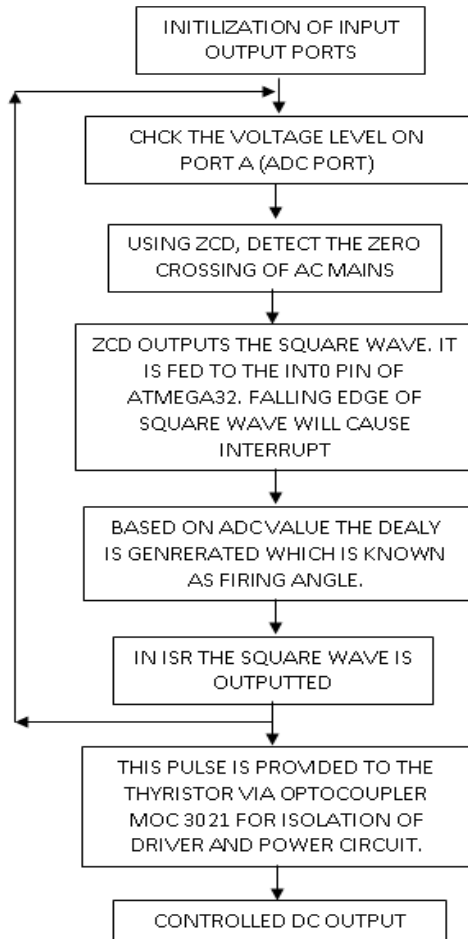 INITILIZATION OF INPUT
OUTPUT PORTS
CHCK THE VOLTAGE LEVEL ON
PORT A (ADC PORT)
USING ZCD, DETECT THE ZERO
CROSSING OF AC MAINS
ZCD OUTPUTS THE SQUARE WAVE. IT
IS FED TO THE INT0 PIN OF
ATMEGA32. FALLING EDGE OF
SQUARE WAVE WILL CAUSE
INTERRUPT
BASED ON ADC VALUE THE DEALY
IS GENRERATED WHICH IS KNOWN
AS FIRING ANGLE.
IN ISR THE SQUARE WAVE IS
OUTPUTTED
THIS PULSE IS PROVIDED TO THE
THYRISTOR VIA OPTOCOUPLER
MOC 3021 FOR ISOLATION OF
DRIVER AND POWER CIRCUIT.
CONTROLLED DC OUTPUT